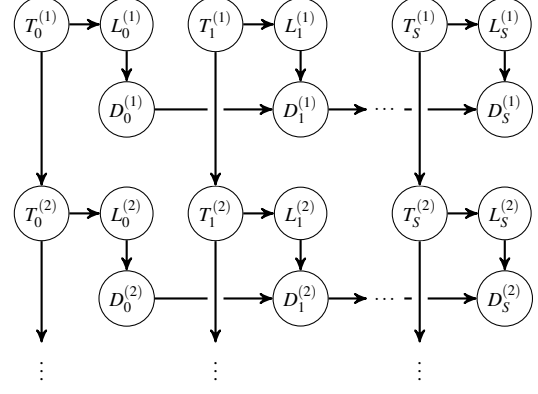 T_0^{(1)} L_0^{(1)} T_1^{(1)} L_1^{(1)} T_S^{(1)} L_S^{(1)}
D_0^{(1)} D_1^{(1)} ··· D_S^{(1)}
T_0^{(2)} L_0^{(2)} T_1^{(2)} L_1^{(2)} T_S^{(2)} L_S^{(2)}
D_0^{(2)} D_1^{(2)} ··· D_S^{(2)}
⋮ ⋮ ⋮